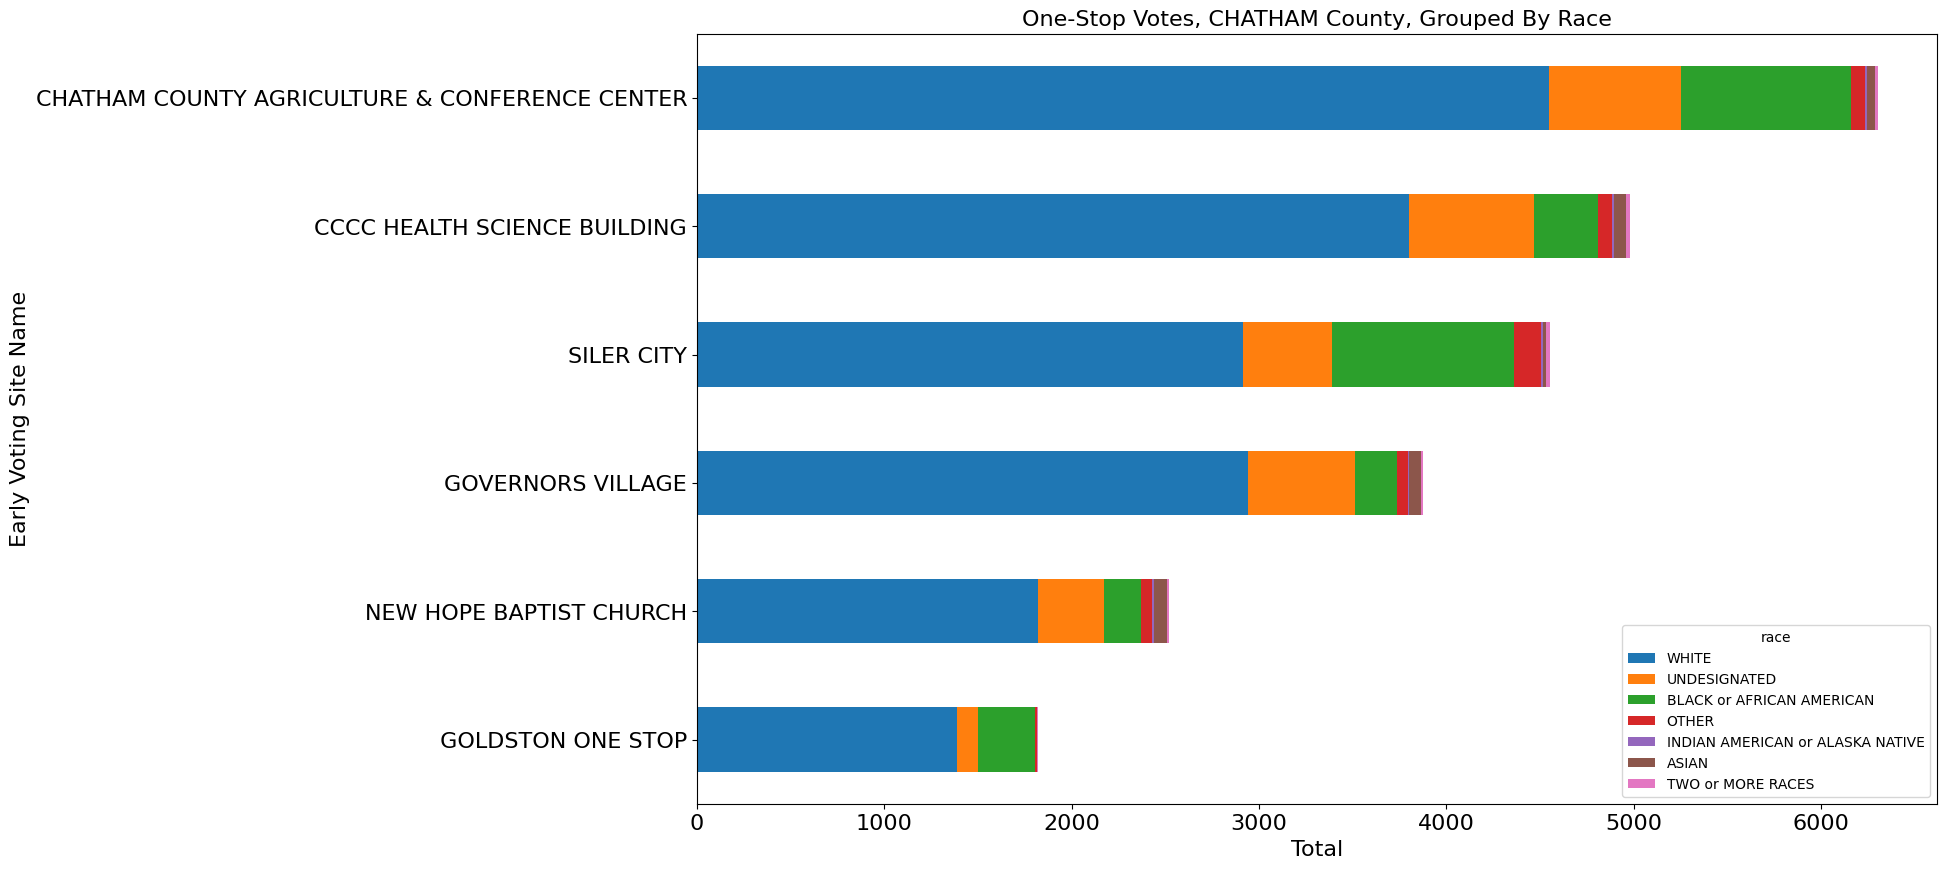 One-Stop Votes, CHATHAM County, Grouped By Race
Early Voting Site Name
CHATHAM COUNTY AGRICULTURE & CONFERENCE CENTER
CCCC HEALTH SCIENCE BUILDING
SILER CITY
GOVERNORS VILLAGE
NEW HOPE BAPTIST CHURCH
GOLDSTON ONE STOP
race
WHITE
UNDESIGNATED
BLACK or AFRICAN AMERICAN
OTHER
INDIAN AMERICAN or ALASKA NATIVE
ASIAN
TWO or MORE RACES
0 1000 2000 3000 4000 5000 6000
Total